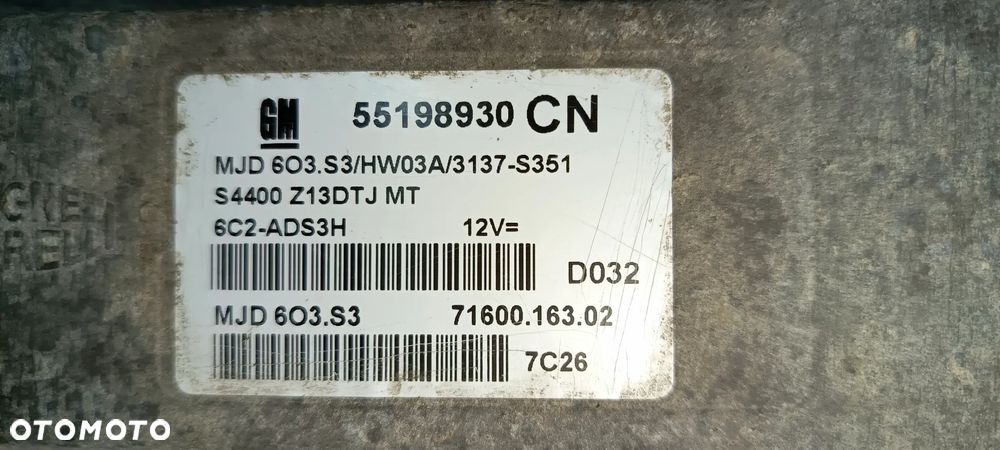 GM 55198930 CN
MJD 6O3.S3/HW03A/3137-S351
S4400 Z13DTJ MT
6C2-ADS3H 12V=
D032
MJD 6O3.S3 71600.163.02
7C26
OTOMOTO